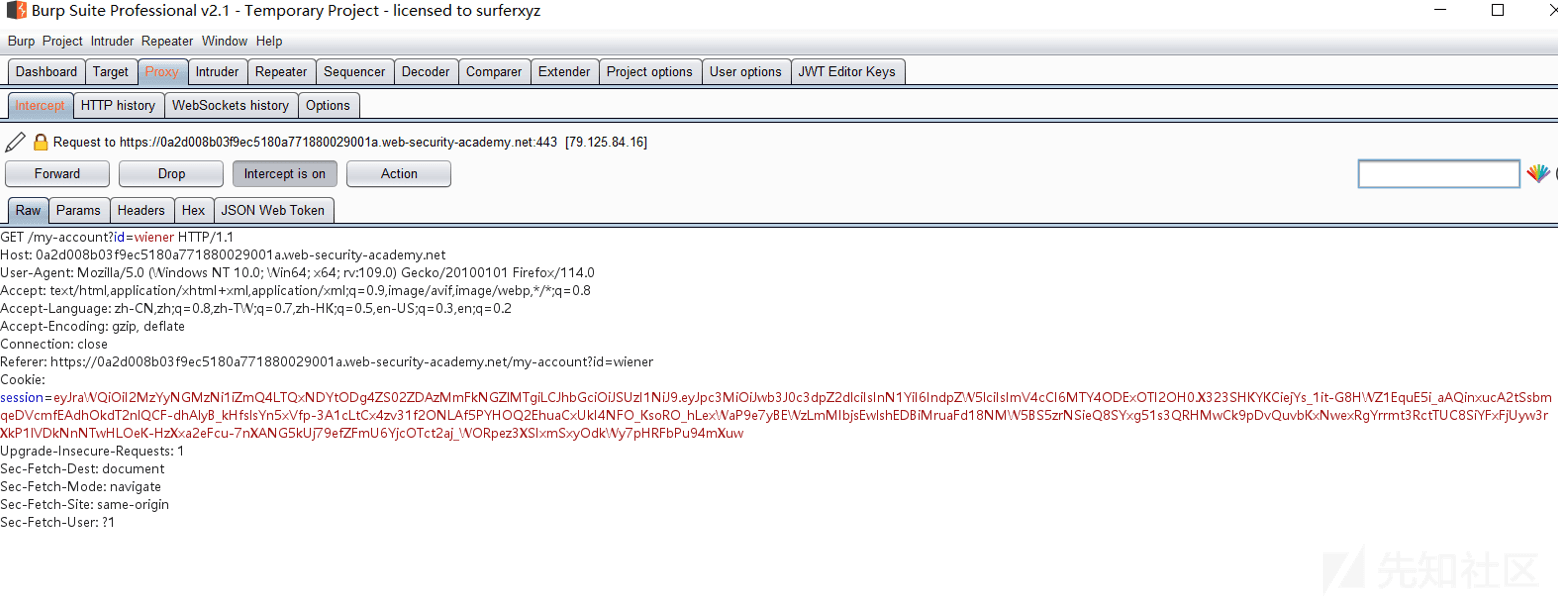 Burp Suite Professional v2.1 - Temporary Project - licensed to surferxyz
Burp Project Intruder Repeater Window Help
Dashboard Target Proxy Intruder Repeater Sequencer Decoder Comparer Extender Project options User options JWT Editor Keys
Intercept HTTP history WebSockets history Options
Request to https://0a2d008b03f9ec5180a771880029001a.web-security-academy.net:443 [79.125.84.16]
Forward Drop Intercept is on Action
Raw Params Headers Hex JSON Web Token
GET /my-account?id=wiener HTTP/1.1
Host: 0a2d008b03f9ec5180a771880029001a.web-security-academy.net
User-Agent: Mozilla/5.0 (Windows NT 10.0; Win64; x64; rv:109.0) Gecko/20100101 Firefox/114.0
Accept: text/html,application/xhtml+xml,application/xml;q=0.9,image/avif,image/webp,*/*;q=0.8
Accept-Language: zh-CN,zh;q=0.8,zh-TW;q=0.7,zh-HK;q=0.5,en-US;q=0.3,en;q=0.2
Accept-Encoding: gzip, deflate
Connection: close
Referer: https://0a2d008b03f9ec5180a771880029001a.web-security-academy.net/my-account?id=wiener
Cookie:
session=
Upgrade-Insecure-Requests: 1
Sec-Fetch-Dest: document
Sec-Fetch-Mode: navigate
Sec-Fetch-Site: same-origin
Sec-Fetch-User: ?1
先知社区